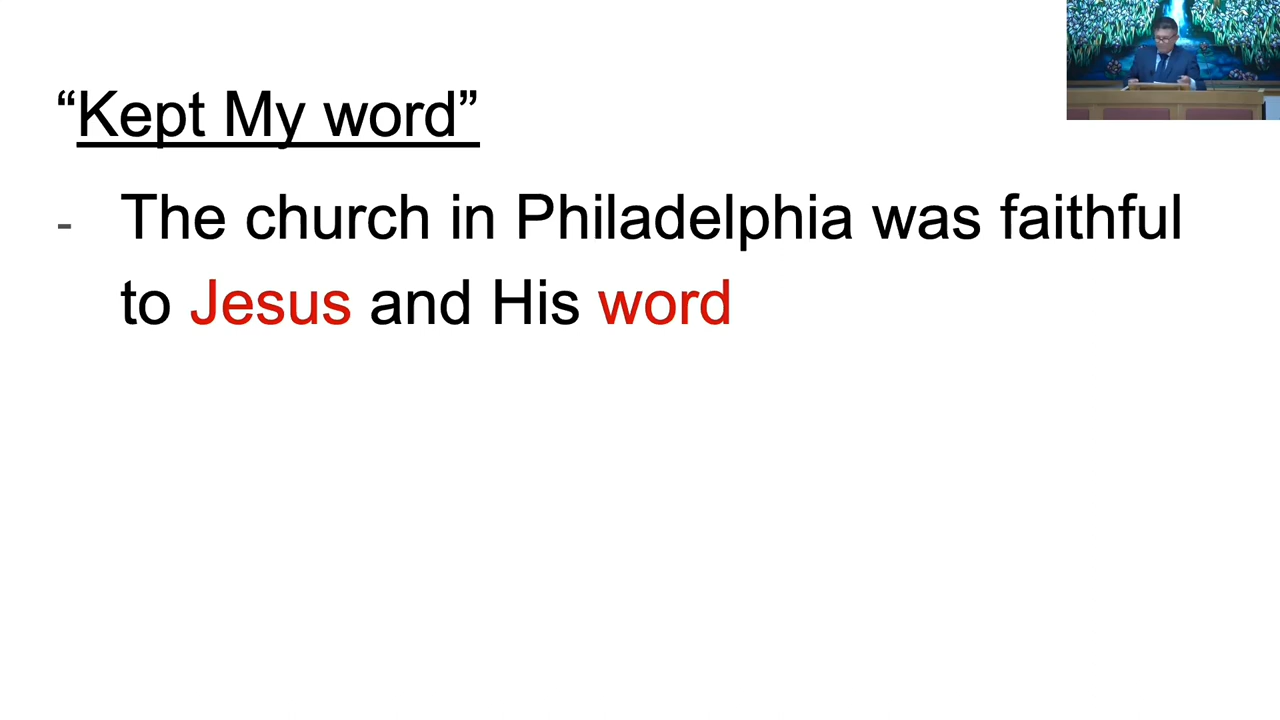 “Kept My word”
- The church in Philadelphia was faithful
to Jesus and His word